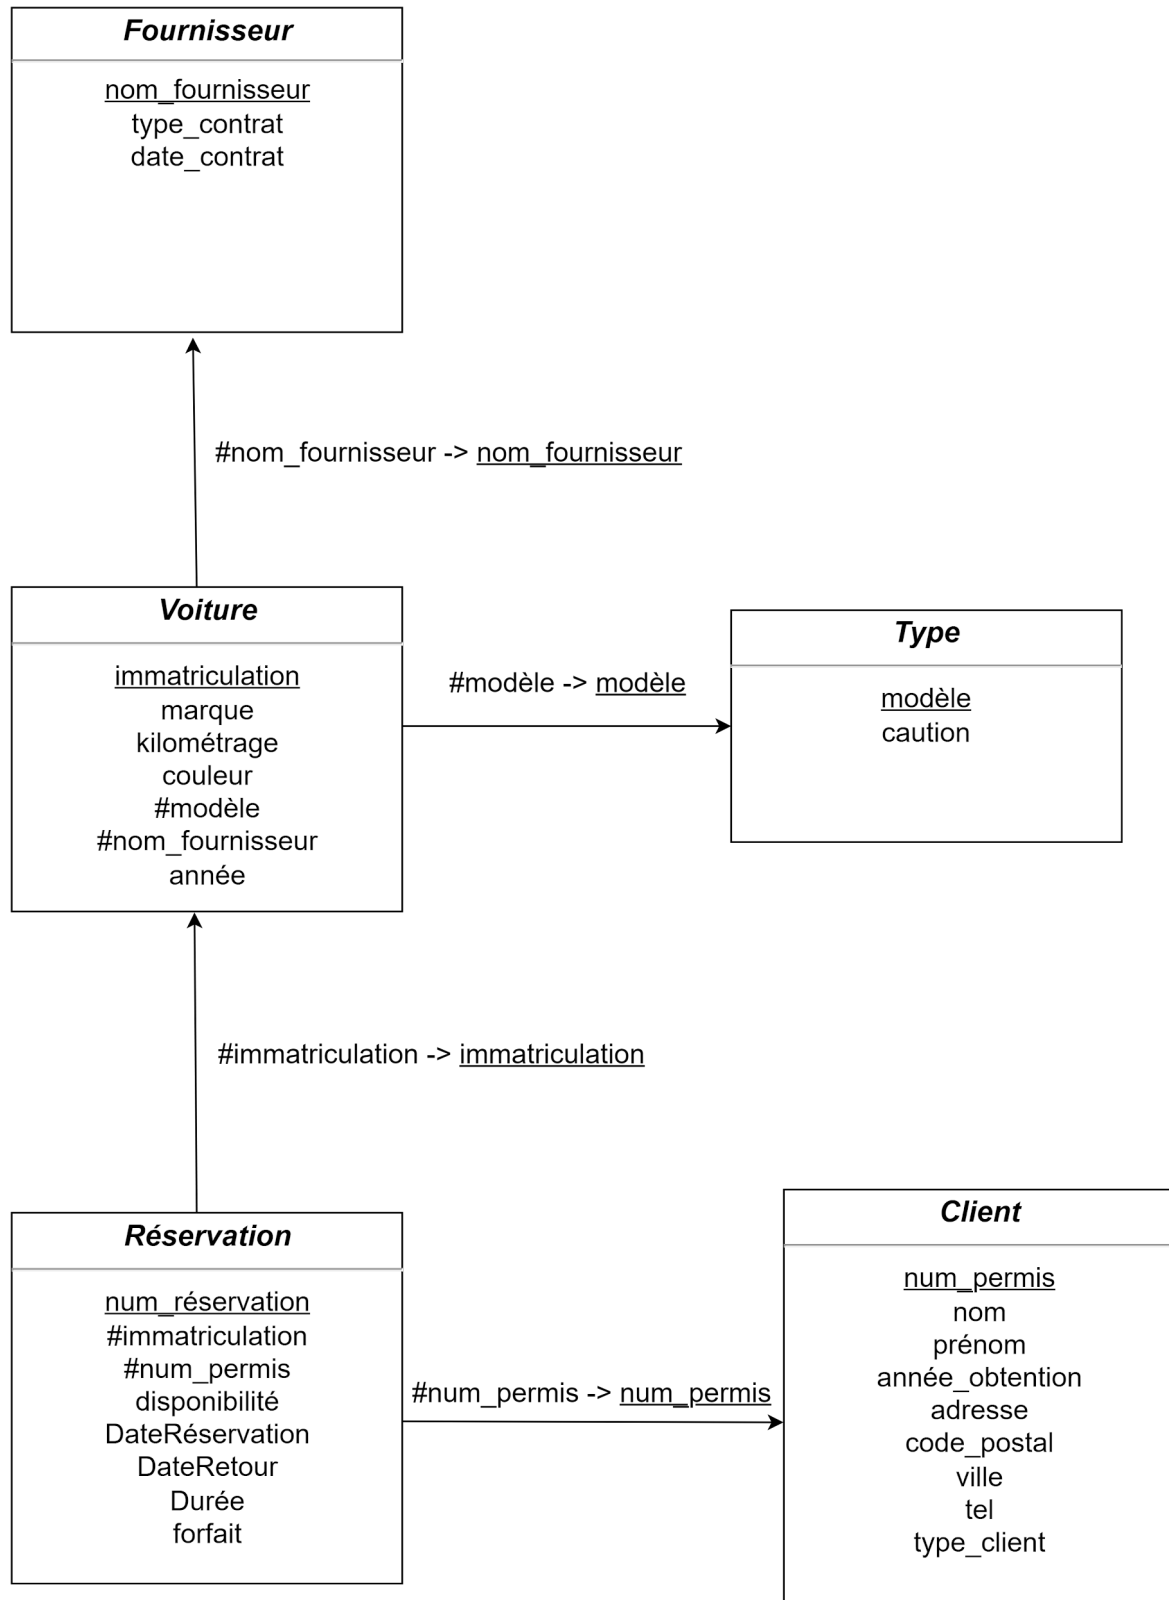 Fournisseur
nom_fournisseur
type_contrat
date_contrat
#nom_fournisseur -> nom_fournisseur
Voiture
immatriculation
marque
kilométrage
couleur
#modèle
#nom_fournisseur
année
#modèle -> modèle
Type
modèle
caution
#immatriculation -> immatriculation
Réservation
num_réservation
#immatriculation
#num_permis
disponibilité
DateRéservation
DateRetour
Durée
forfait
#num_permis -> num_permis
Client
num_permis
nom
prénom
année_obtention
adresse
code_postal
ville
tel
type_client